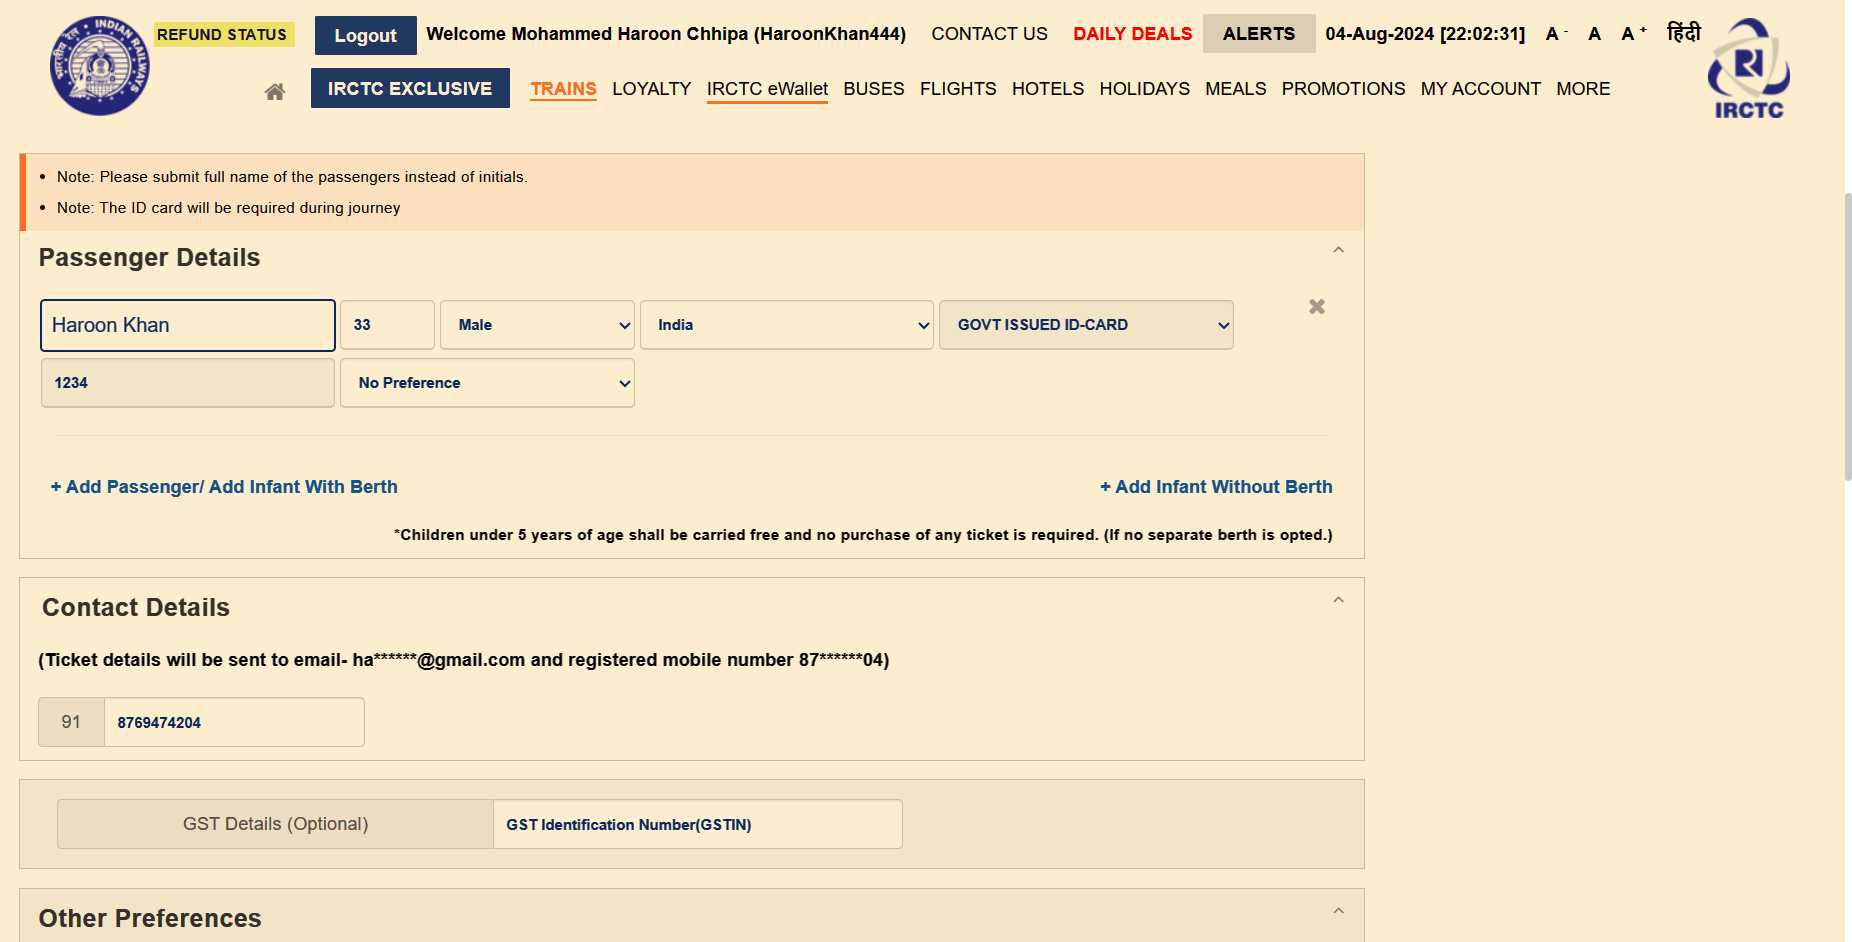 REFUND STATUS
Logout
Welcome Mohammed Haroon Chhipa (HaroonKhan444)
CONTACT US
DAILY DEALS
ALERTS
04-Aug-2024 [22:02:31]
A -
A
A +
हिंदी
INDIAN RAILWAYS
भारतीय रेल
IRCTC EXCLUSIVE
TRAINS
LOYALTY
IRCTC eWallet
BUSES
FLIGHTS
HOTELS
HOLIDAYS
MEALS
PROMOTIONS
MY ACCOUNT
MORE
IRCTC
Note: Please submit full name of the passengers instead of initials.
Note: The ID card will be required during journey
Passenger Details
Haroon Khan
33
Male
India
GOVT ISSUED ID-CARD
1234
No Preference
+ Add Passenger/ Add Infant With Berth
+ Add Infant Without Berth
*Children under 5 years of age shall be carried free and no purchase of any ticket is required. (If no separate berth is opted.)
Contact Details
(Ticket details will be sent to email- ha******@gmail.com and registered mobile number 87******04)
91
8769474204
GST Details (Optional)
GST Identification Number(GSTIN)
Other Preferences